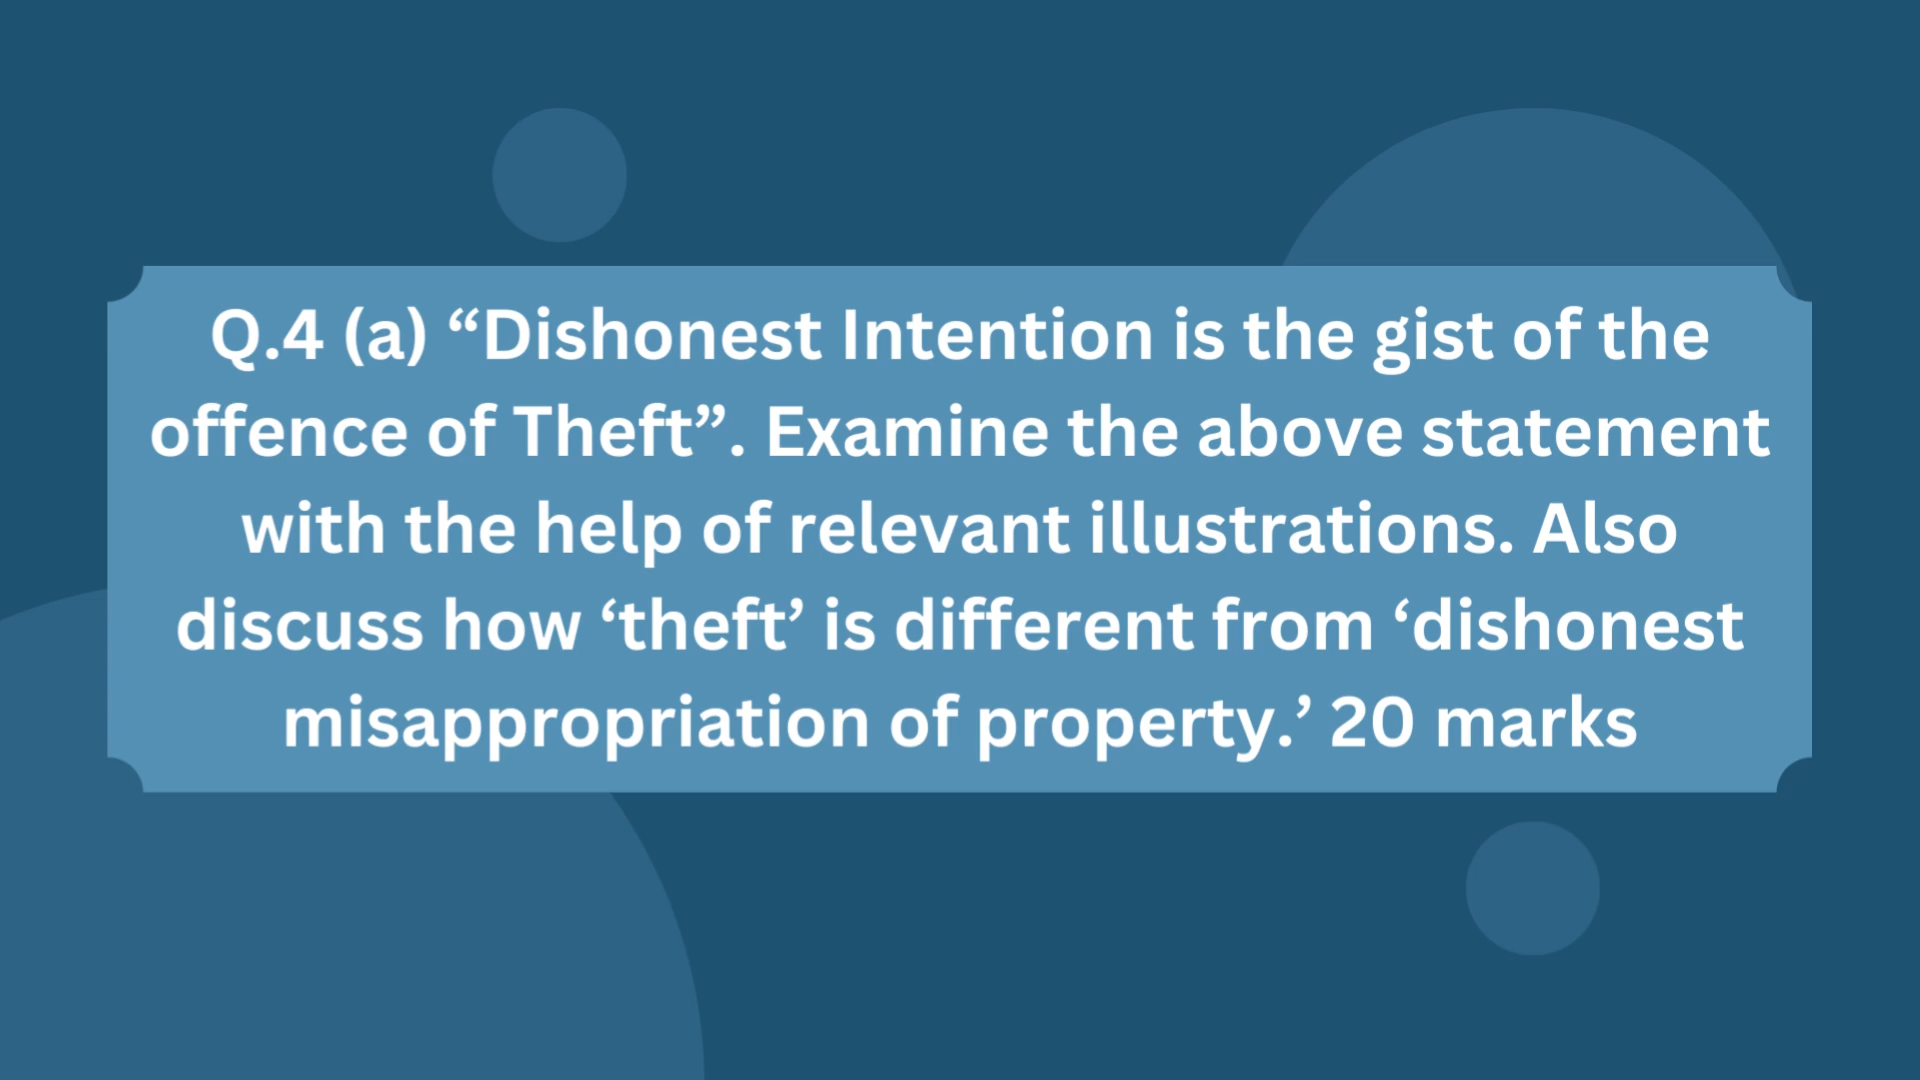 Q.4 (a) “Dishonest Intention is the gist of the
offence of Theft”. Examine the above statement
with the help of relevant illustrations. Also
discuss how ‘theft’ is different from ‘dishonest
misappropriation of property.’ 20 marks